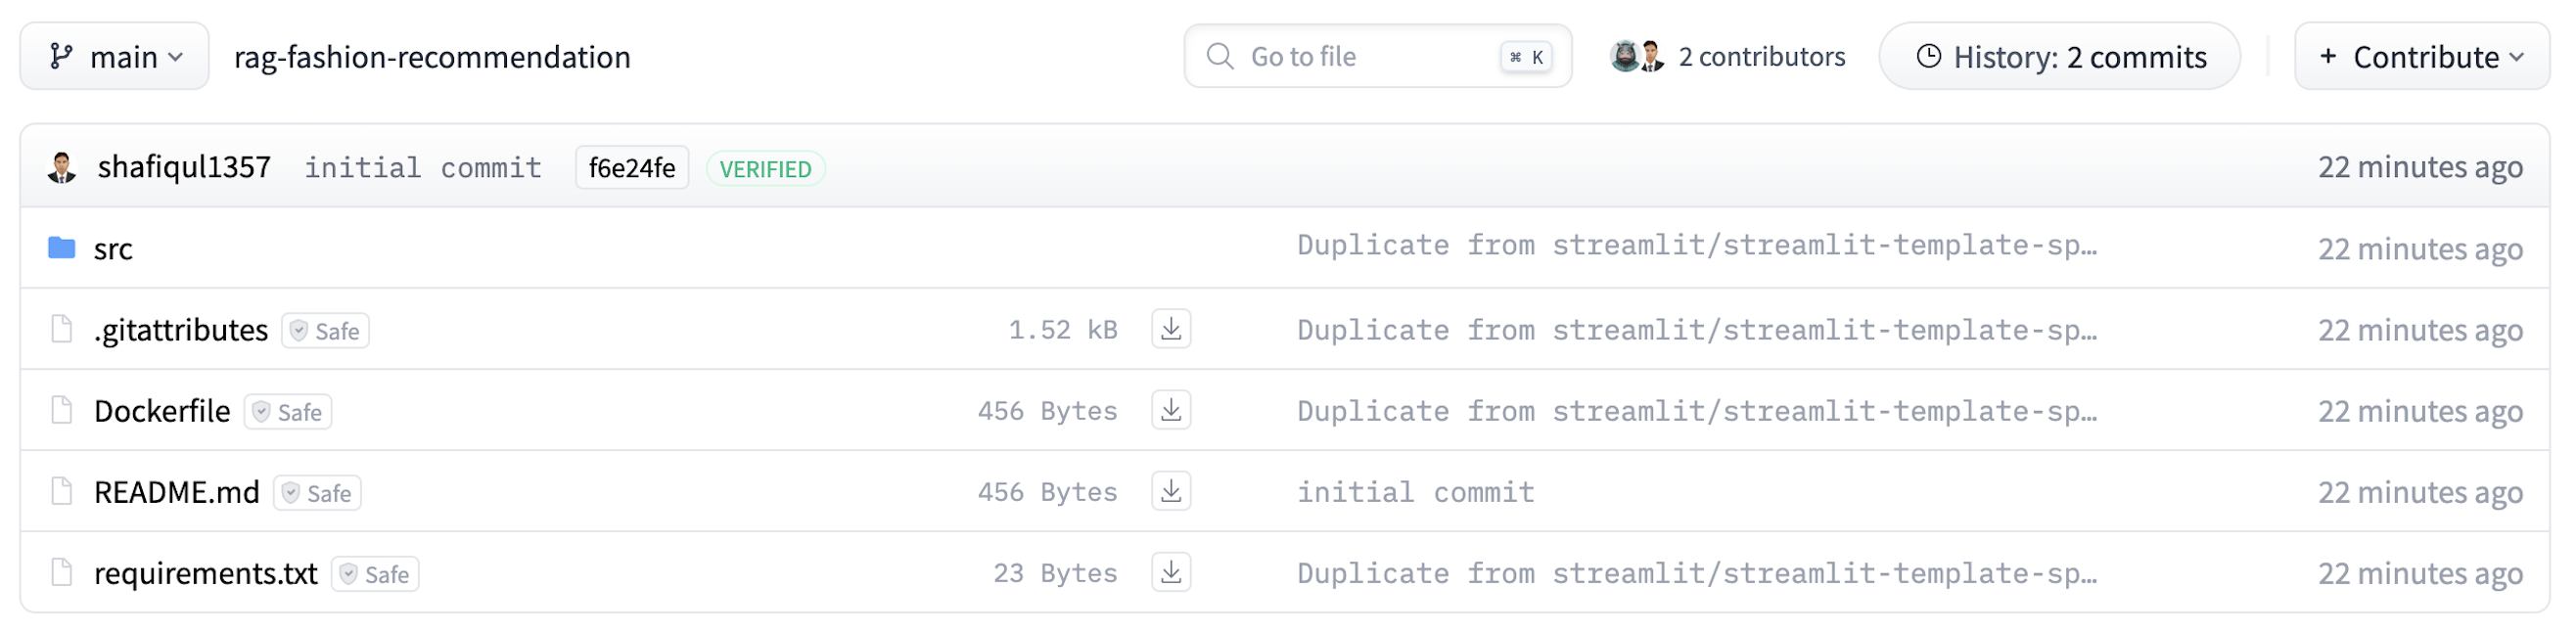 main rag-fashion-recommendation Go to file ⌘ K 2 contributors History: 2 commits + Contribute
shafiqul1357 initial commit f6e24fe VERIFIED 22 minutes ago
src Duplicate from streamlit/streamlit-template-sp… 22 minutes ago
.gitattributes Safe 1.52 kB Duplicate from streamlit/streamlit-template-sp… 22 minutes ago
Dockerfile Safe 456 Bytes Duplicate from streamlit/streamlit-template-sp… 22 minutes ago
README.md Safe 456 Bytes initial commit 22 minutes ago
requirements.txt Safe 23 Bytes Duplicate from streamlit/streamlit-template-sp… 22 minutes ago